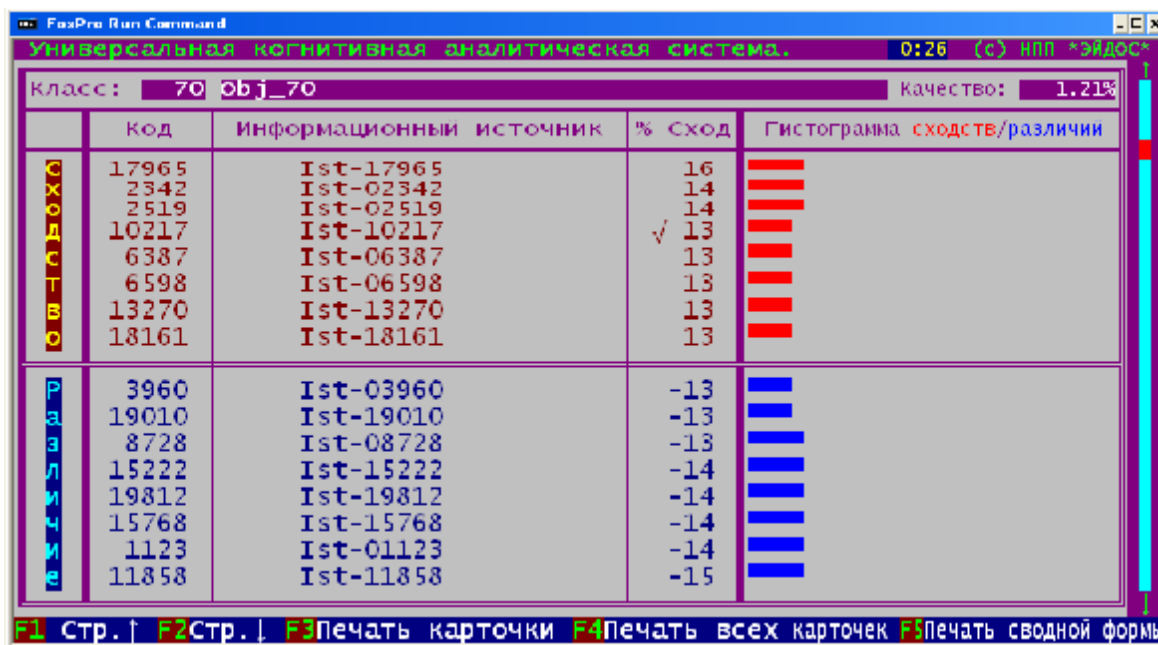 FoxPro Run Command
Универсальная когнитивная аналитическая система. 0:26 (c) НПП *ЭЙДОС*
Класс: 70 Obj_70 Качество: 1.21%
Код Информационный источник % Сход Гистограмма сходств/различий
Сходство
17965 Ist-17965 16
2342 Ist-02342 14
2519 Ist-02519 14
10217 Ist-10217 √ 13
6387 Ist-06387 13
6598 Ist-06598 13
13270 Ist-13270 13
18161 Ist-18161 13
Различие
3960 Ist-03960 -13
19010 Ist-19010 -13
8728 Ist-08728 -13
15222 Ist-15222 -14
19812 Ist-19812 -14
15768 Ist-15768 -14
1123 Ist-01123 -14
11858 Ist-11858 -15
F1 Стр.↑ F2Стр.↓ F3Печать карточки F4Печать всех карточек F5Печать сводной формы